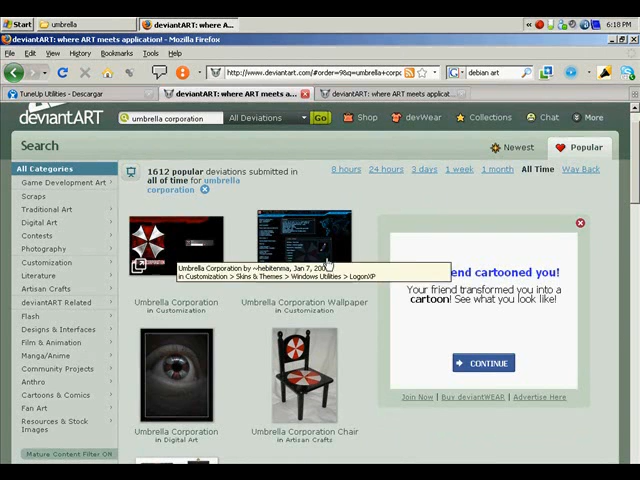 Start
umbrella
deviantART: where A...
6:18 PM
deviantART: where ART meets application! - Mozilla Firefox
File Edit View History Bookmarks Tools Help
http://www.deviantart.com/#order=9&q=umbrella+corpo
debian art
TuneUp Utilities - Descargar
deviantART: where ART meets a...
deviantART: where ART meets applicat...
deviantART
umbrella corporation
All Deviations
Go
Shop
devWear
Collections
Chat
More
Search
Newest
Popular
All Categories
Game Development Art
Scraps
Traditional Art
Digital Art
Contests
Photography
Customization
Literature
Artisan Crafts
deviantART Related
Flash
Designs & Interfaces
Film & Animation
Manga/Anime
Community Projects
Anthro
Cartoons & Comics
Fan Art
Resources & Stock
Images
Mature Content Filter ON
1612 popular deviations submitted in
all of time for umbrella
corporation
8 hours 24 hours 3 days 1 week 1 month All Time Way Back
Umbrella Corporation by ~hebitenma, Jan 7, 200
in Customization > Skins & Themes > Windows Utilities > LogonXP
Umbrella Corporation
in Customization
Umbrella Corporation Wallpaper
in Customization
Umbrella Corporation
in Digital Art
Umbrella Corporation Chair
in Artisan Crafts
end cartooned you!
Your friend transformed you into a
cartoon! See what you look like!
CONTINUE
Join Now | Buy deviantWEAR | Advertise Here